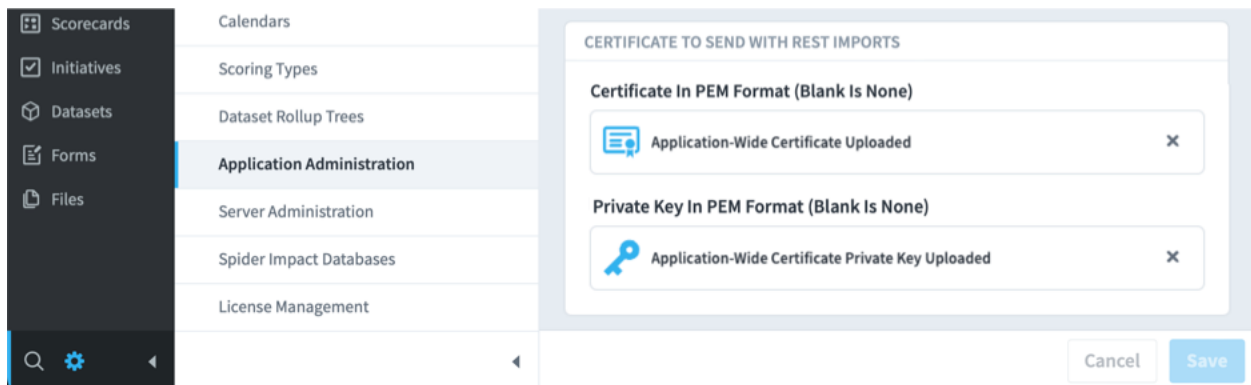 Scorecards
Initiatives
Datasets
Forms
Files
Calendars
Scoring Types
Dataset Rollup Trees
Application Administration
Server Administration
Spider Impact Databases
License Management
CERTIFICATE TO SEND WITH REST IMPORTS
Certificate In PEM Format (Blank Is None)
Application-Wide Certificate Uploaded
Private Key In PEM Format (Blank Is None)
Application-Wide Certificate Private Key Uploaded
Cancel
Save